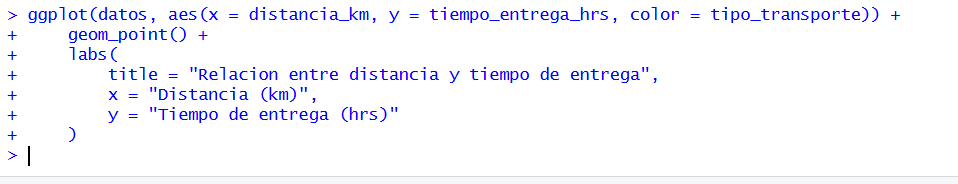 > ggplot(datos, aes(x = distancia_km, y = tiempo_entrega_hrs, color = tipo_transporte)) +
+     geom_point() +
+     labs(
+         title = "Relacion entre distancia y tiempo de entrega",
+         x = "Distancia (km)",
+         y = "Tiempo de entrega (hrs)"
+     )
>